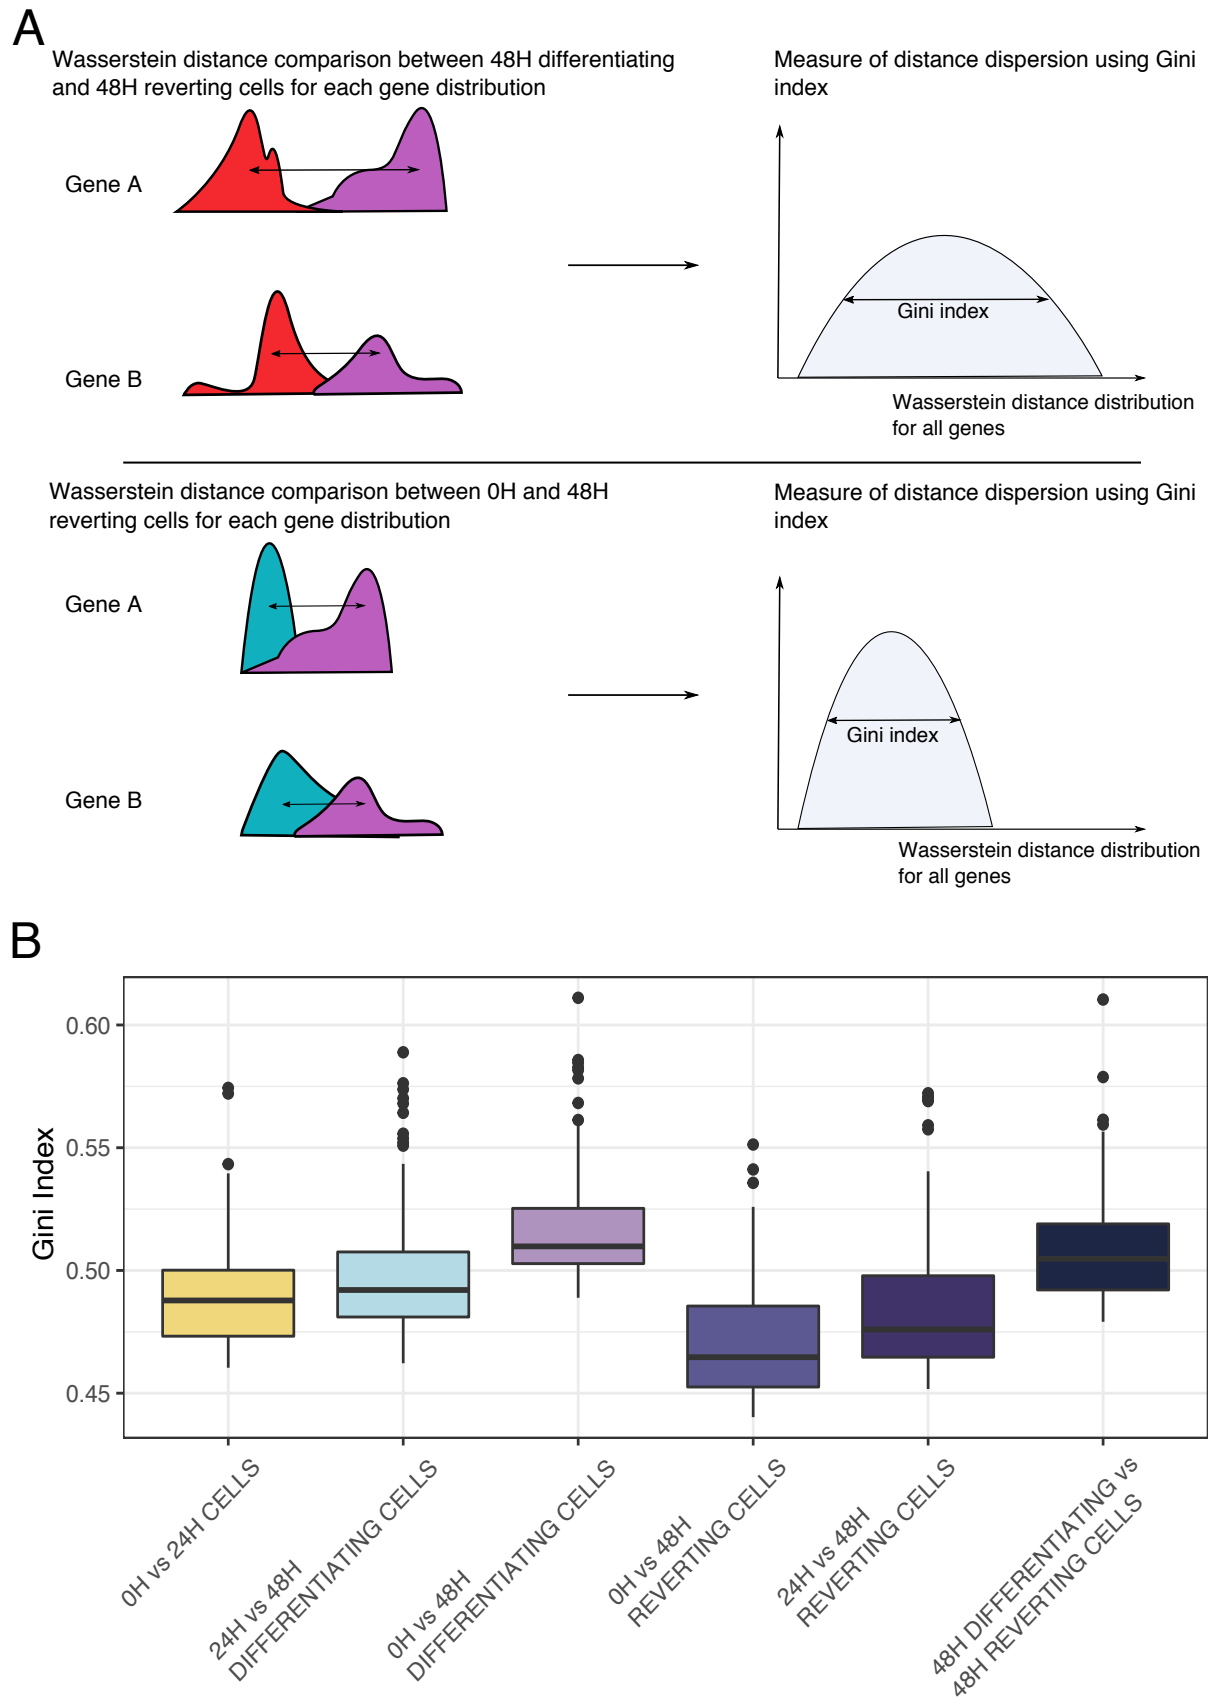 A
Wasserstein distance comparison between 48H differentiating
and 48H reverting cells for each gene distribution
Measure of distance dispersion using Gini
index
Gene A
Gene B
Gini index
Wasserstein distance distribution
for all genes
Wasserstein distance comparison between 0H and 48H
reverting cells for each gene distribution
Measure of distance dispersion using Gini
index
Gene A
Gene B
Gini index
Wasserstein distance distribution
for all genes
B
Gini Index
0.60
0.55
0.50
0.45
0H vs 24H CELLS
24H vs 48H
DIFFERENTIATING CELLS
0H vs 48H
DIFFERENTIATING CELLS
0H vs 48H
REVERTING CELLS
24H vs 48H
REVERTING CELLS
48H DIFFERENTIATING vs
48H REVERTING CELLS